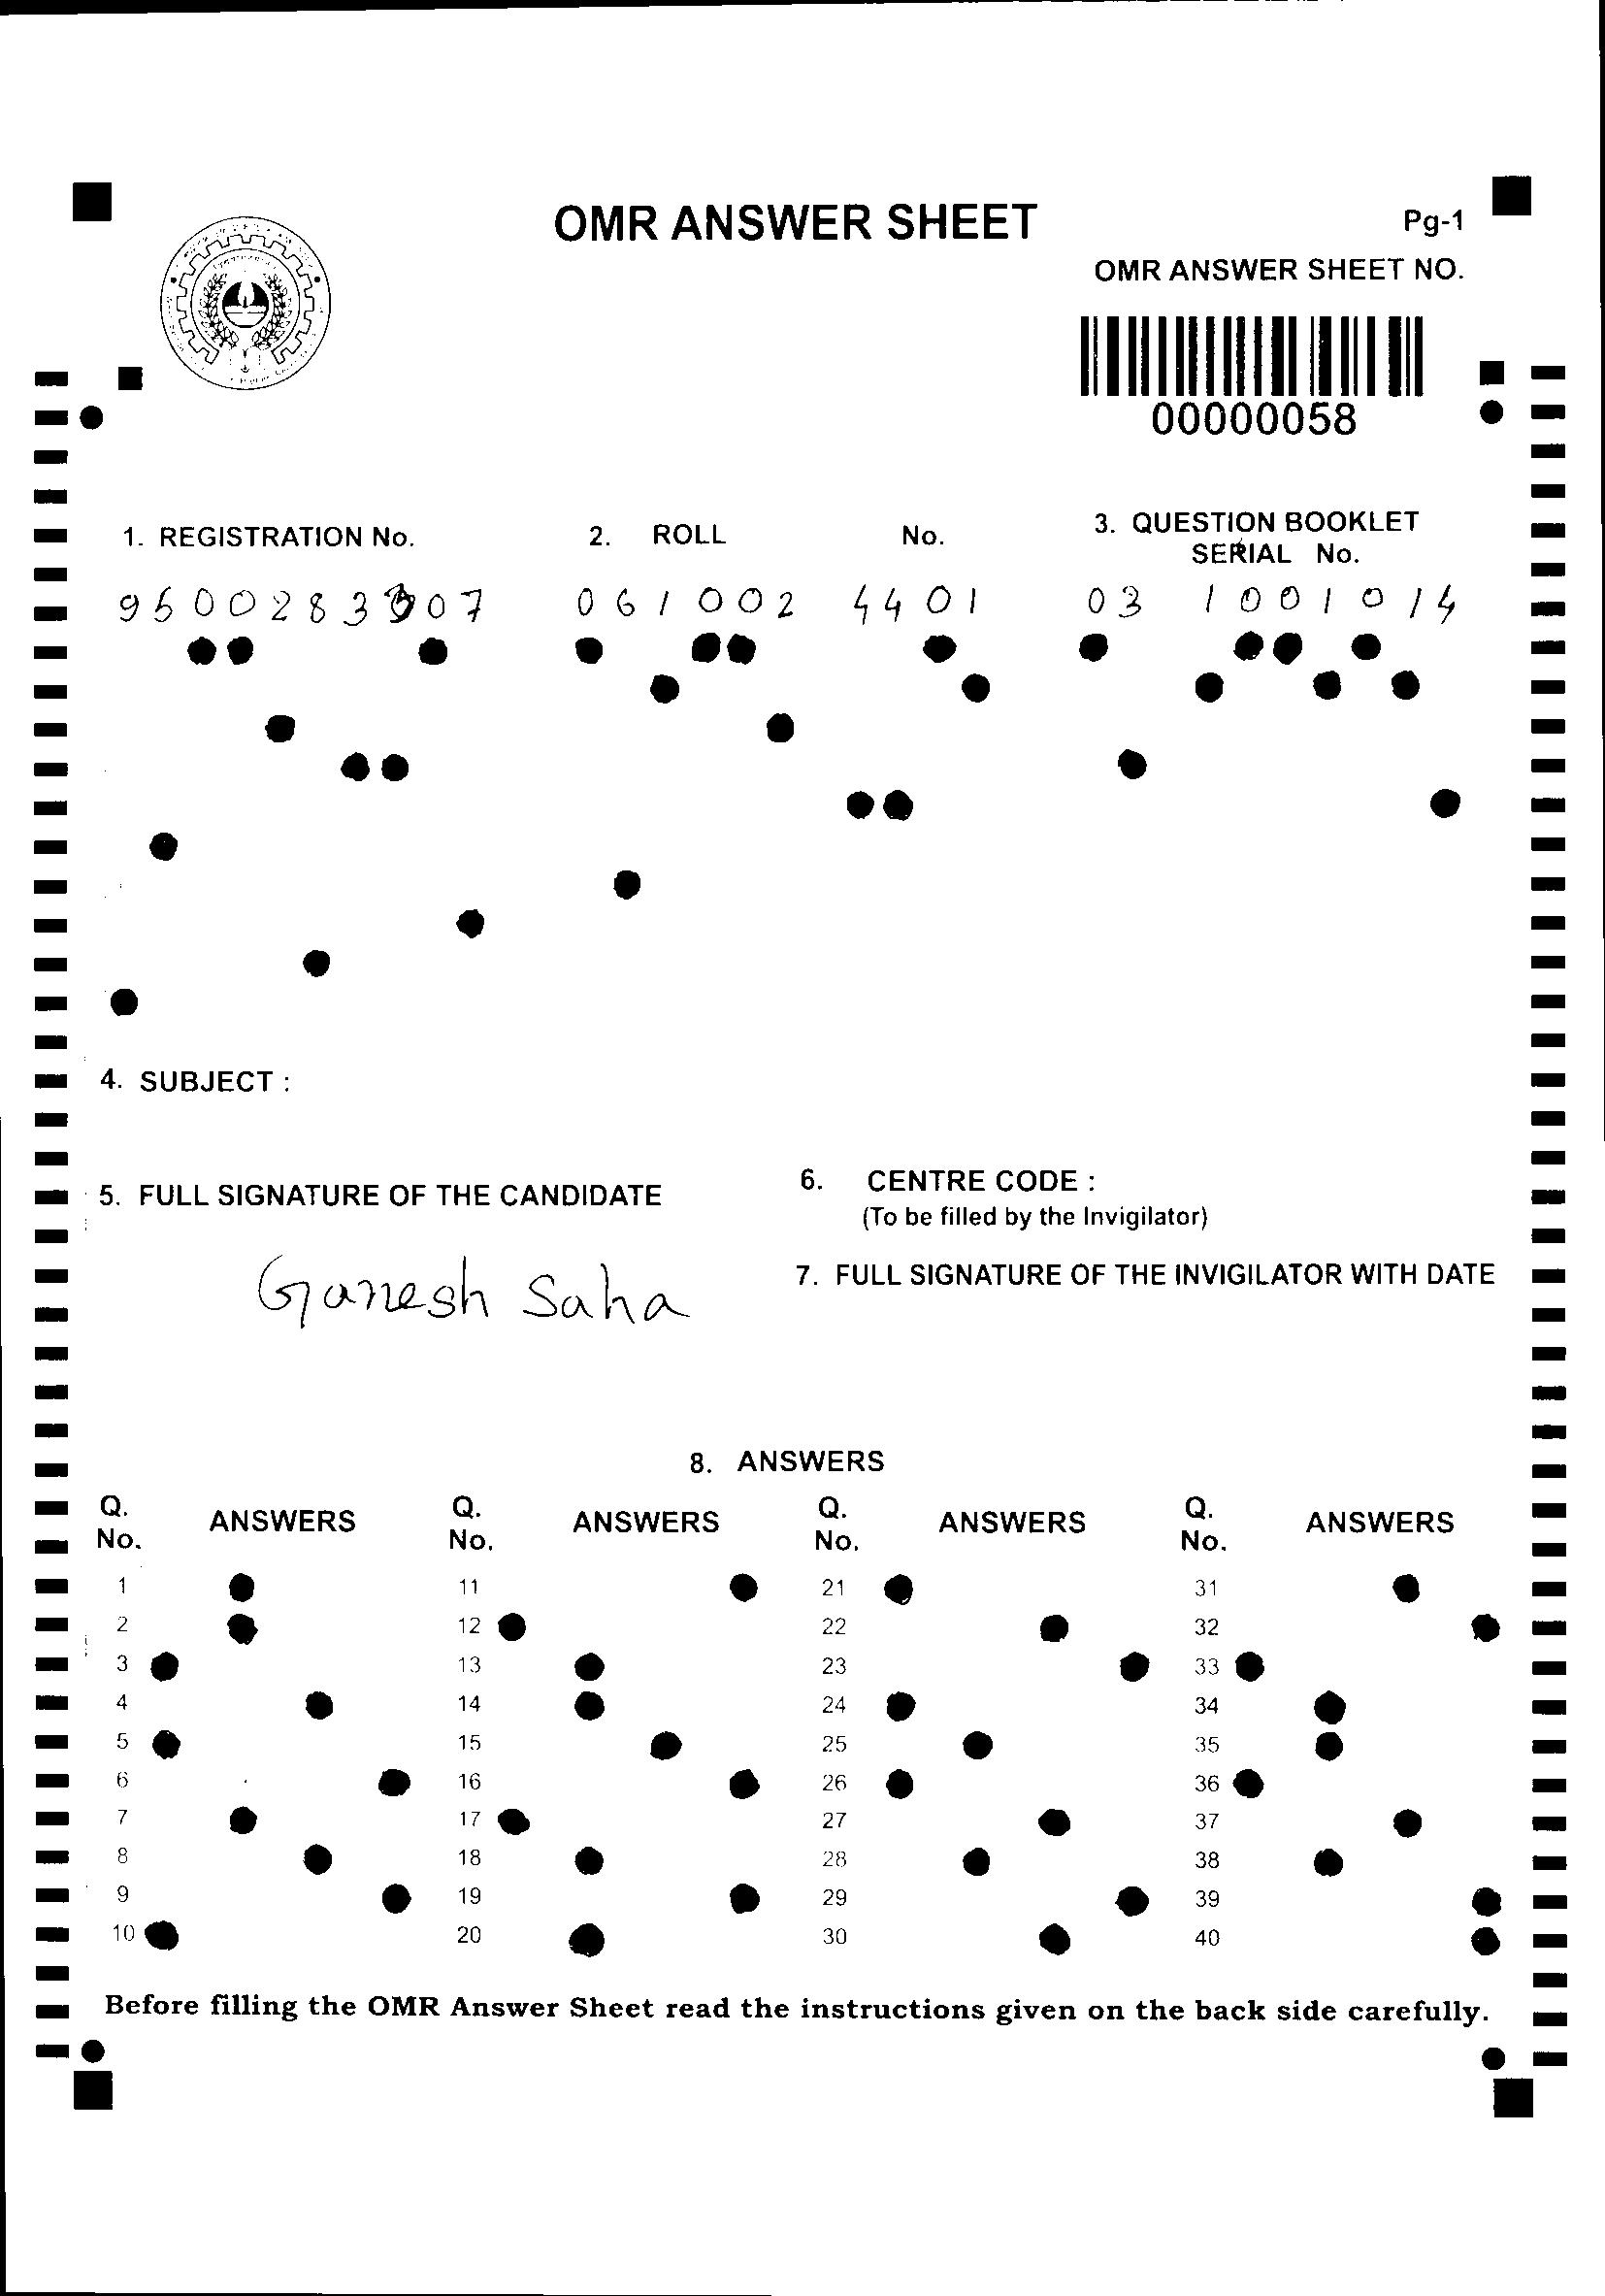 OMR ANSWER SHEET
Pg-1
OMR ANSWER SHEET NO.
00000058
1. REGISTRATION No.
2. ROLL No.
3. QUESTION BOOKLET
SERIAL No.
9500283307
061002 4401
03 1001014
4. SUBJECT :
5. FULL SIGNATURE OF THE CANDIDATE
Ganesh Saha
6. CENTRE CODE :
(To be filled by the Invigilator)
7. FULL SIGNATURE OF THE INVIGILATOR WITH DATE
8. ANSWERS
Q. No. ANSWERS Q. No. ANSWERS Q. No. ANSWERS Q. No. ANSWERS
1 11 21 31
2 12 22 32
3 13 23 33
4 14 24 34
5 15 25 35
6 16 26 36
7 17 27 37
8 18 28 38
9 19 29 39
10 20 30 40
Before filling the OMR Answer Sheet read the instructions given on the back side carefully.